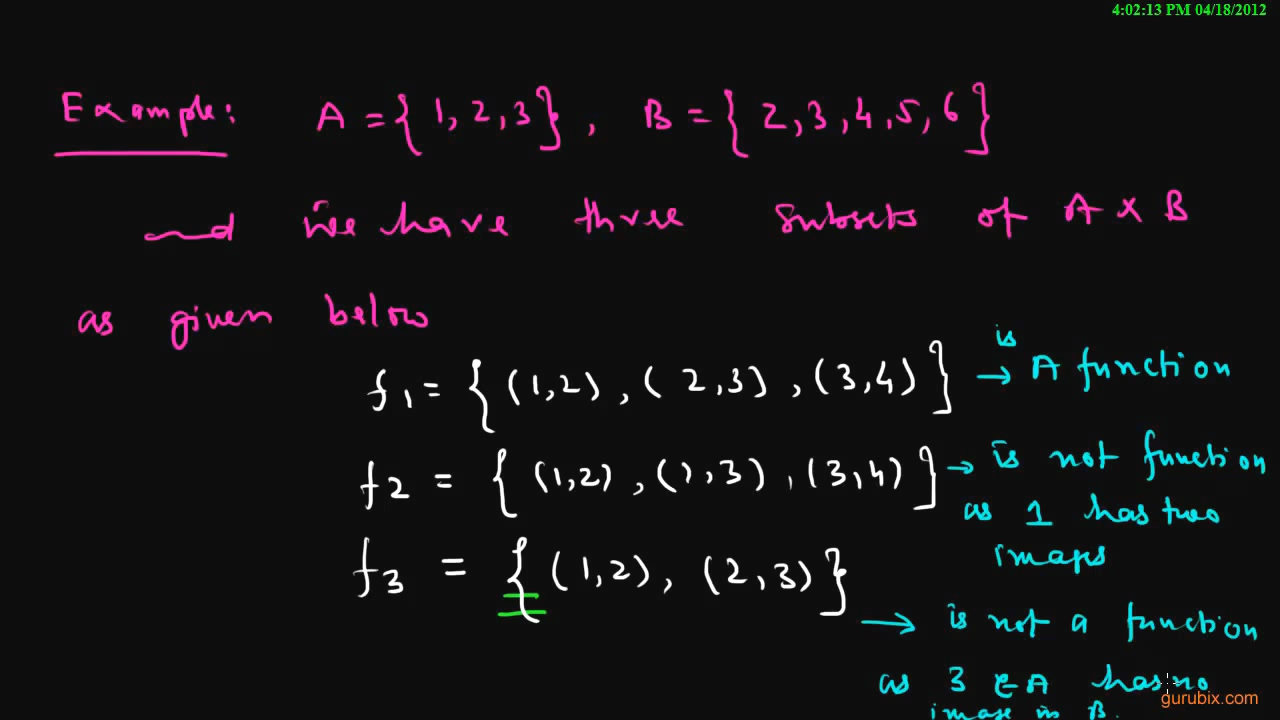 4:02:13 PM 04/18/2012
Example: A = {1, 2, 3}, B = {2, 3, 4, 5, 6}
and we have three subsets of A × B
as given below
f1 = {(1,2), (2,3), (3,4)} → is A function
f2 = {(1,2), (1,3), (3,4)} → is not function
as 1 has two
images
f3 = {(1,2), (2,3)}
→ is not a function
as 3 ∈ A has no
image in B.
gurubix.com